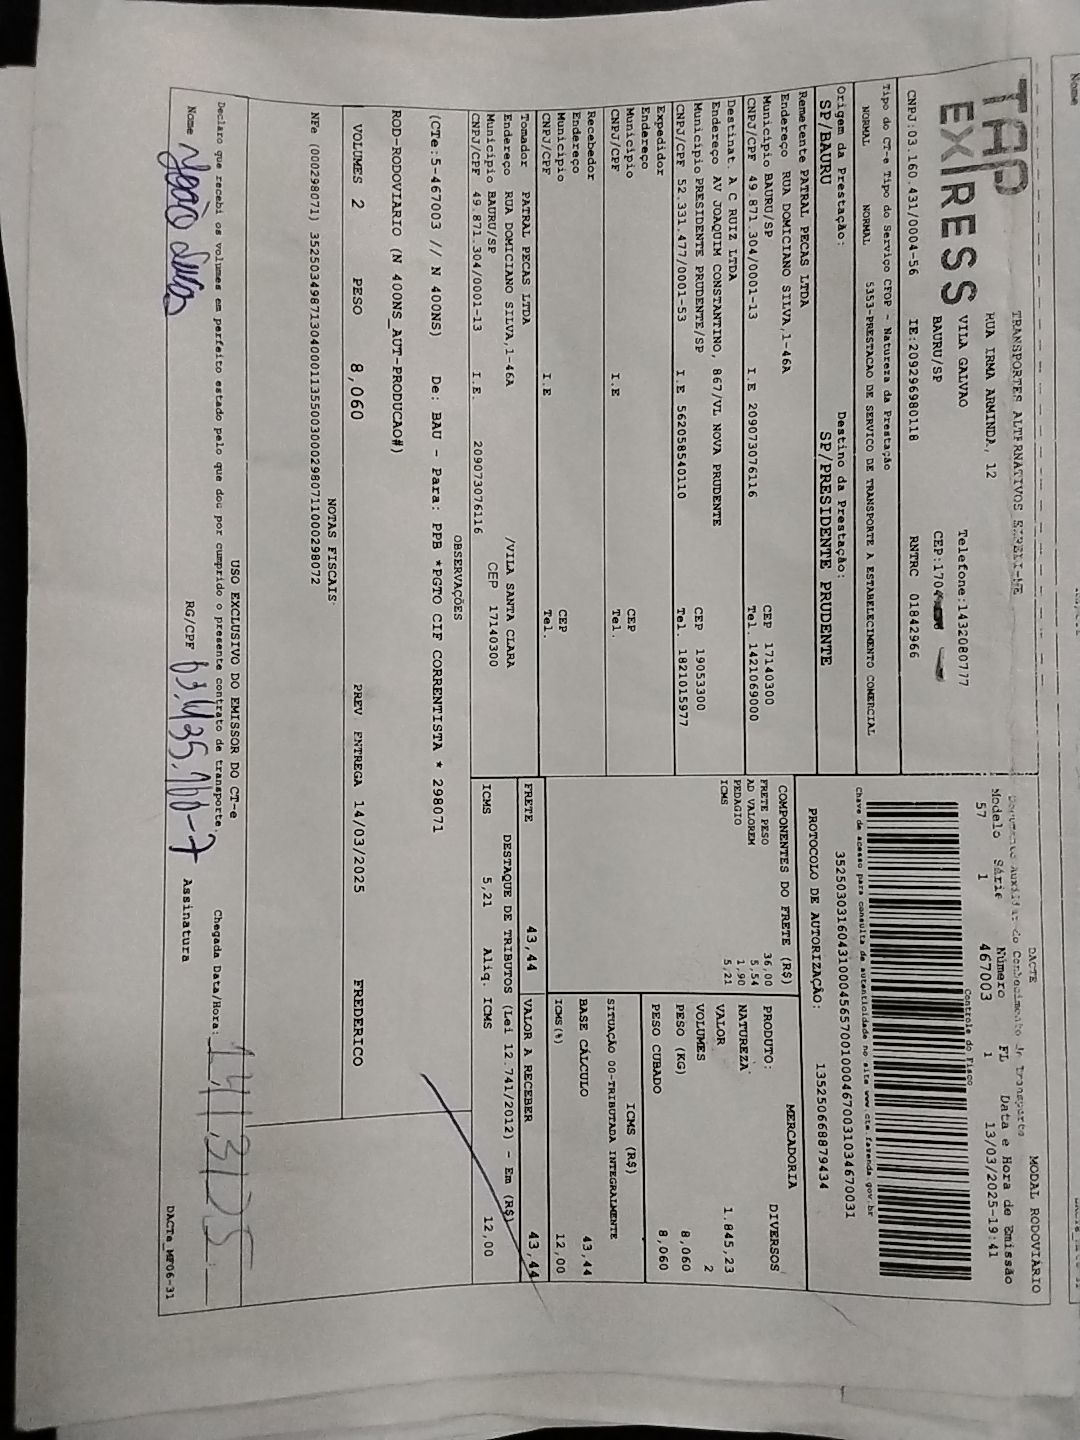 TAP
EXPRESS
TRANSPORTES ALTERNATIVOS EIRELI-ME
RUA IRMA ARMINDA, 12
VILA GALVAO Telefone:1432080777
BAURU/SP CEP:170
CNPJ:03.160.431/0004-56 IE:209296980118 RNTRC 01842966
DACTE MODAL RODOVIÁRIO
Documento Auxiliar do Conhecimento de Transporte
Modelo Série Número FL Data e Hora de Emissão
57 1 467003 1 13/03/2025-19:41
Controle do Fisco
Chave de acesso para consulta de autenticidade no site www.cte.fazenda.gov.br
35250303160431000456570010004670031034670031
PROTOCOLO DE AUTORIZAÇÃO: 135250668879434
Tipo do CT-e Tipo do Serviço CFOP - Natureza da Prestação
NORMAL NORMAL 5353-PRESTACAO DE SERVICO DE TRANSPORTE A ESTABELECIMENTO COMERCIAL
Origem da Prestação: Destino da Prestação:
SP/BAURU SP/PRESIDENTE PRUDENTE
Remetente PATRAL PECAS LTDA
Endereço RUA DOMICIANO SILVA,1-46A
Município BAURU/SP CEP 17140300
CNPJ/CPF 49.871.304/0001-13 I.E 209073076116 Tel. 1421069000
Destinat A C RUIZ LTDA
Endereço AV JOAQUIM CONSTANTINO, 867/VL NOVA PRUDENTE
Município PRESIDENTE PRUDENTE/SP CEP 19053300
CNPJ/CPF 52.331.477/0001-53 I.E 562058540110 Tel. 1821015977
Expedidor
Endereço
Município CEP
CNPJ/CPF I.E Tel.
Recebedor
Endereço
Município CEP
CNPJ/CPF I.E Tel.
Tomador PATRAL PECAS LTDA
Endereço RUA DOMICIANO SILVA,1-46A /VILA SANTA CLARA
Município BAURU/SP CEP 17140300
CNPJ/CPF 49.871.304/0001-13 I.E. 209073076116
COMPONENTES DO FRETE (R$)
FRETE PESO 36,00
AD VALOREM 5,54
PEDAGIO 1,90
ICMS 5,21
MERCADORIA
PRODUTO: DIVERSOS
NATUREZA:
VALOR 1.845,23
VOLUMES 2
PESO (KG) 8,060
PESO CUBADO 8,060
ICMS (R$)
SITUAÇÃO 00-TRIBUTADA INTEGRALMENTE
BASE CÁLCULO 43,44
ICMS(%) 12,00
FRETE 43,44 VALOR A RECEBER 43,44
DESTAQUE DE TRIBUTOS (Lei 12.741/2012) - Em (R$)
ICMS 5,21 Aliq. ICMS 12,00
OBSERVAÇÕES
(CTe:5-467003 // N 400NS) De: BAU - Para: PPB *PGTO CIF CORRENTISTA * 298071
ROD-RODOVIARIO (N 400NS_AUT-PRODUCAO#)
VOLUMES 2 PESO 8,060 PREV ENTREGA 14/03/2025 FREDERICO
NOTAS FISCAIS
NFe (000298071) 35250349871304000113550030002980711000298072
USO EXCLUSIVO DO EMISSOR DO CT-e
Declaro que recebi os volumes em perfeito estado pelo que dou por cumprido o presente contrato de transporte. Chegada Data/Hora: 14/3/25
Nome João Lucas RG/CPF Assinatura
DACTe_MF06-31